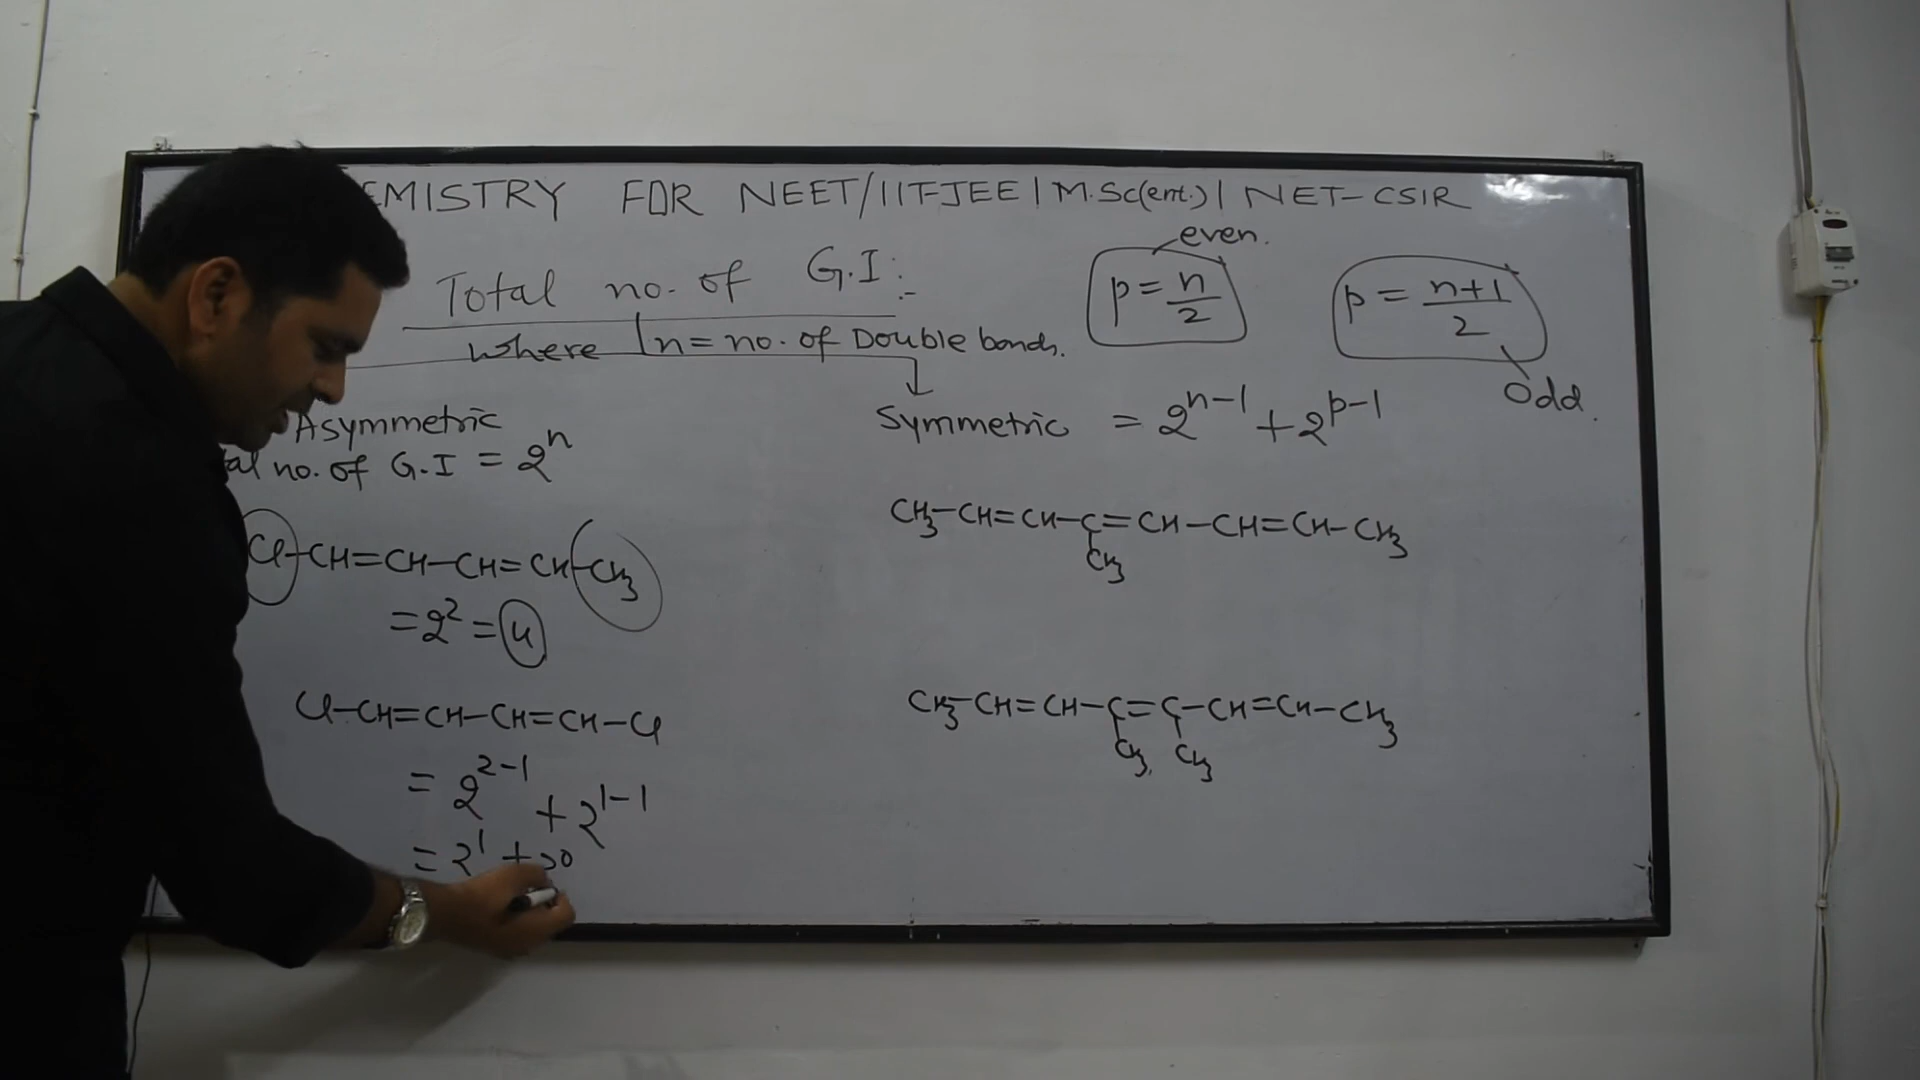 EMISTRY FOR NEET/IIT-JEE | M.Sc(ent.) | NET-CSIR
Total no. of G.I :-
where n = no. of Double bonds.
p = n/2 even.
p = n+1/2 Odd.
Asymmetric
al no. of G.I = 2^n
Symmetric = 2^(n-1) + 2^(p-1)
Cl-CH=CH-CH=CH-CH3
= 2^2 = 4
Cl-CH=CH-CH=CH-Cl
= 2^(2-1) + 2^(1-1)
= 2^1 + 2^0
CH3-CH=CH-C=CH-CH=CH-CH3
CH3
CH3-CH=CH-C=C-CH=CH-CH3
CH3 CH3